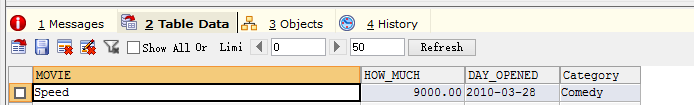 1 Messages 2 Table Data 3 Objects 4 History
Show All Or Limi 0 50 Refresh
MOVIE HOW_MUCH DAY_OPENED Category
Speed 9000.00 2010-03-28 Comedy